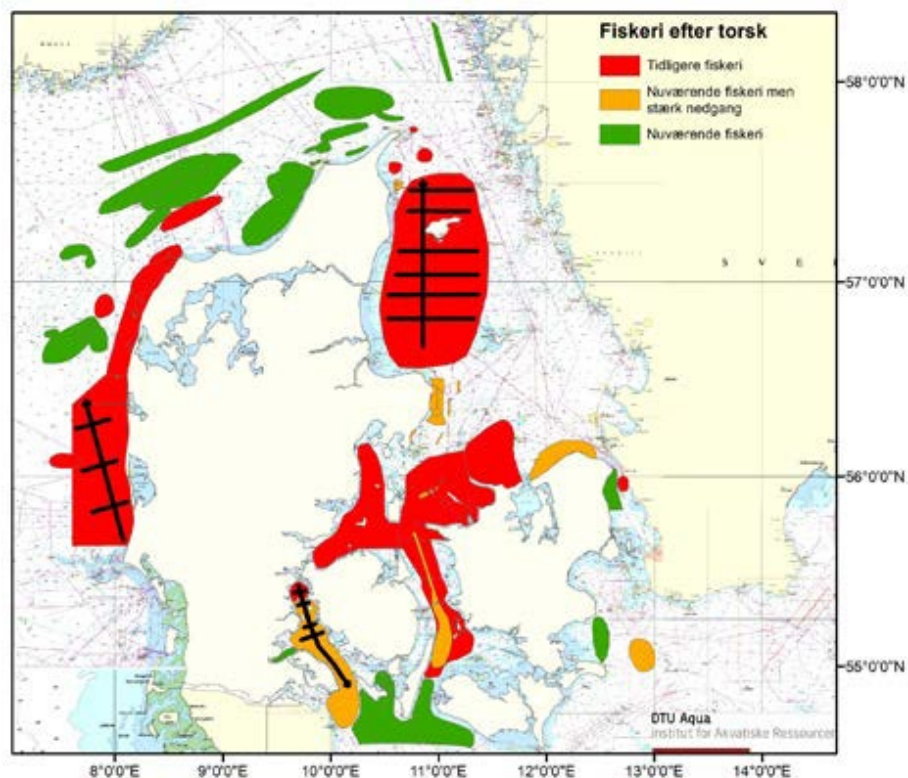 Fiskeri efter torsk
Tidligere fiskeri
Nuværende fiskeri men
stærk nedgang
Nuværende fiskeri
58°0'0"N
57°0'0"N
56°0'0"N
55°0'0"N
S V E
DTU Aqua
Institut for Akvatiske Ressourcer
8°0'0"E 9°0'0"E 10°0'0"E 11°0'0"E 12°0'0"E 13°0'0"E 14°0'0"E